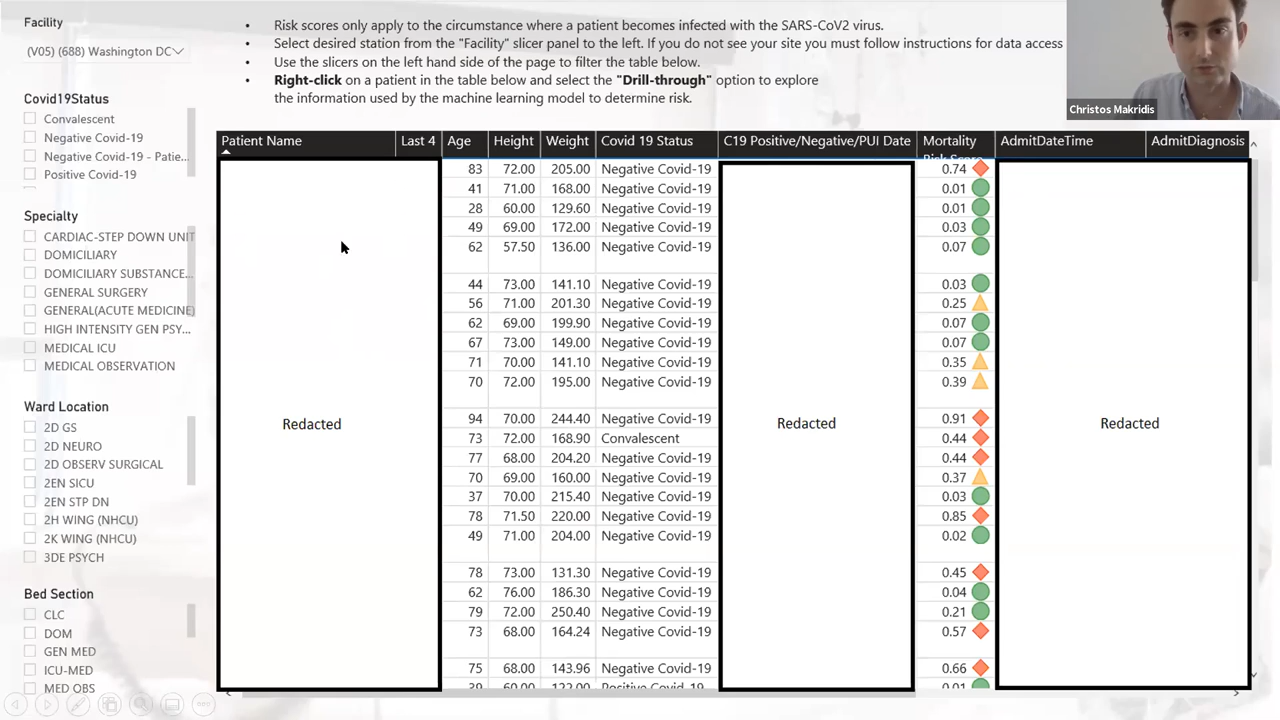 Facility
(V05) (688) Washington DC
• Risk scores only apply to the circumstance where a patient becomes infected with the SARS-CoV2 virus.
• Select desired station from the "Facility" slicer panel to the left. If you do not see your site you must follow instructions for data access
• Use the slicers on the left hand side of the page to filter the table below.
• Right-click on a patient in the table below and select the "Drill-through" option to explore
the information used by the machine learning model to determine risk.
Christos Makridis
Covid19Status
Convalescent
Negative Covid-19
Negative Covid-19 - Patie...
Positive Covid-19
Specialty
CARDIAC-STEP DOWN UNIT
DOMICILIARY
DOMICILIARY SUBSTANCE...
GENERAL SURGERY
GENERAL(ACUTE MEDICINE)
HIGH INTENSITY GEN PSY...
MEDICAL ICU
MEDICAL OBSERVATION
Ward Location
2D GS
2D NEURO
2D OBSERV SURGICAL
2EN SICU
2EN STP DN
2H WING (NHCU)
2K WING (NHCU)
3DE PSYCH
Bed Section
CLC
DOM
GEN MED
ICU-MED
MED OBS
Patient Name Last 4 Age Height Weight Covid 19 Status C19 Positive/Negative/PUI Date Mortality Risk Score AdmitDateTime AdmitDiagnosis
83 72.00 205.00 Negative Covid-19 0.74
41 71.00 168.00 Negative Covid-19 0.01
28 60.00 129.60 Negative Covid-19 0.01
49 69.00 172.00 Negative Covid-19 0.03
62 57.50 136.00 Negative Covid-19 0.07
44 73.00 141.10 Negative Covid-19 0.03
56 71.00 201.30 Negative Covid-19 0.25
62 69.00 199.90 Negative Covid-19 0.07
67 73.00 149.00 Negative Covid-19 0.07
71 70.00 141.10 Negative Covid-19 0.35
70 72.00 195.00 Negative Covid-19 0.39
94 70.00 244.40 Negative Covid-19 0.91
Redacted Redacted Redacted
73 72.00 168.90 Convalescent 0.44
77 68.00 204.20 Negative Covid-19 0.44
70 69.00 160.00 Negative Covid-19 0.37
37 70.00 215.40 Negative Covid-19 0.03
78 71.50 220.00 Negative Covid-19 0.85
49 71.00 204.00 Negative Covid-19 0.02
78 73.00 131.30 Negative Covid-19 0.45
62 76.00 186.30 Negative Covid-19 0.04
79 72.00 250.40 Negative Covid-19 0.21
73 68.00 164.24 Negative Covid-19 0.57
75 68.00 143.96 Negative Covid-19 0.66
39 60.00 122.00 Positive Covid-19 0.01